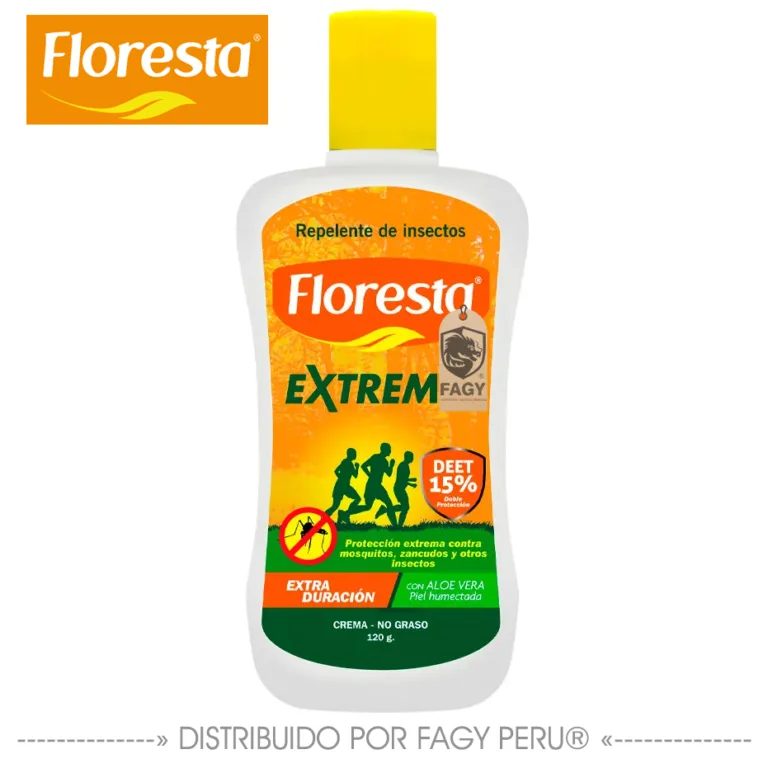 Floresta®
Repelente de insectos
Floresta®
EXTREM
FAGY®
DEET
15%
Doble
Protección
Protección extrema contra
mosquitos, zancudos y otros
insectos
EXTRA
DURACIÓN
CON ALOE VERA
Piel humectada
CREMA - NO GRASO
120 g.
--------------» DISTRIBUIDO POR FAGY PERU® «--------------